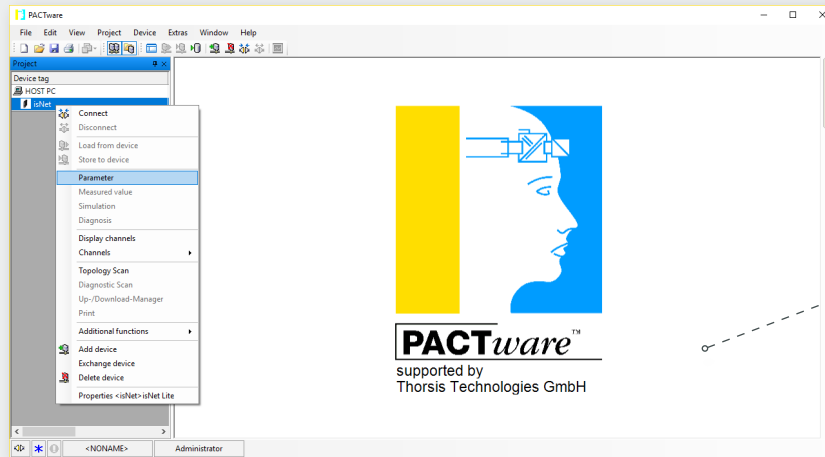 PACTware
File Edit View Project Device Extras Window Help
Project
Device tag
HOST PC
isNet
Connect
Disconnect
Load from device
Store to device
Parameter
Measured value
Simulation
Diagnosis
Display channels
Channels
Topology Scan
Diagnostic Scan
Up-/Download-Manager
Print
Additional functions
Add device
Exchange device
Delete device
Properties <isNet>isNet Lite
PACTware™
supported by
Thorsis Technologies GmbH
<NONAME> Administrator